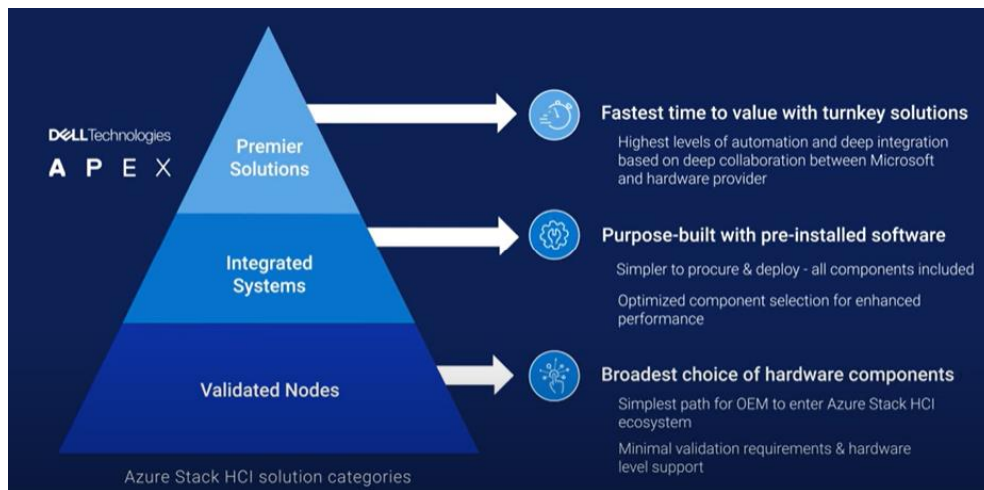 DELLTechnologies
APEX
Premier
Solutions
Fastest time to value with turnkey solutions
Highest levels of automation and deep integration
based on deep collaboration between Microsoft
and hardware provider
Integrated
Systems
Purpose-built with pre-installed software
Simpler to procure & deploy - all components included
Optimized component selection for enhanced
performance
Validated Nodes
Broadest choice of hardware components
Simplest path for OEM to enter Azure Stack HCI
ecosystem
Minimal validation requirements & hardware
level support
Azure Stack HCI solution categories